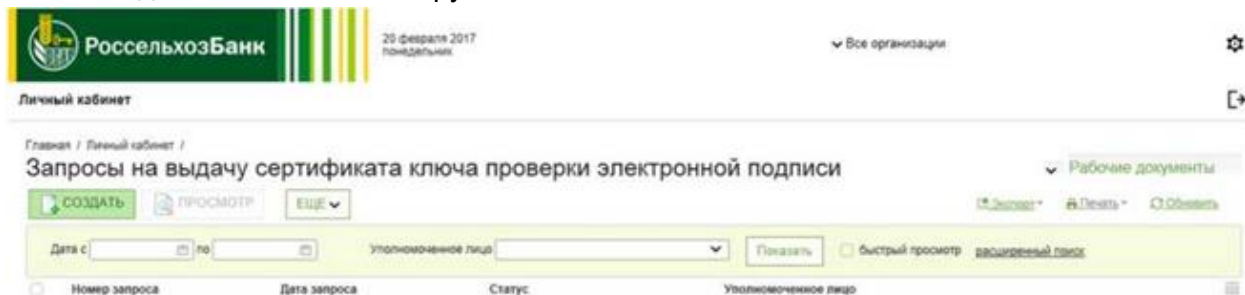 РоссельхозБанк
20 февраля 2017
понедельник
Все организации
Личный кабинет
Главная / Личный кабинет /
Запросы на выдачу сертификата ключа проверки электронной подписи
Рабочие документы
СОЗДАТЬ ПРОСМОТР ЕЩЕ Экспорт Печать Обновить
Дата с по Уполномоченное лицо Показать быстрый просмотр расширенный поиск
Номер запроса Дата запроса Статус Уполномоченное лицо